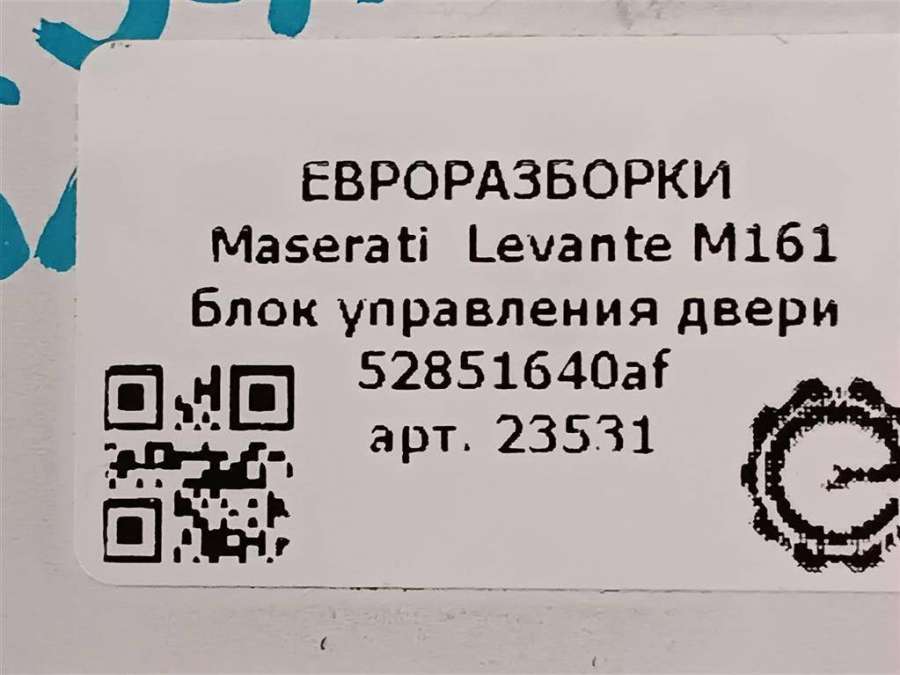 ЕВРОРАЗБОРКИ
Maserati Levante M161
Блок управления двери
52851640af
арт. 23531